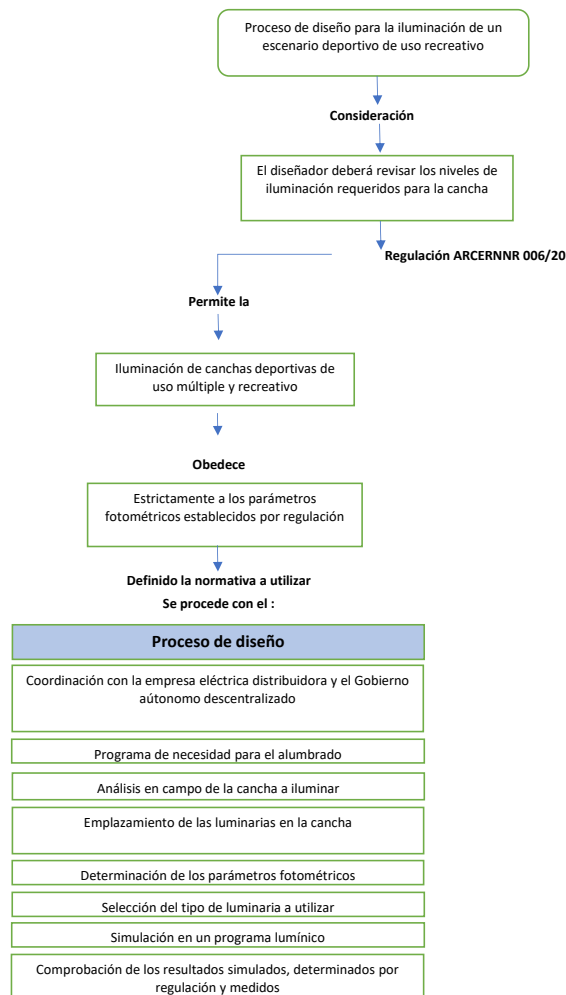 Proceso de diseño para la iluminación de un
escenario deportivo de uso recreativo
Consideración
El diseñador deberá revisar los niveles de
iluminación requeridos para la cancha
Regulación ARCERNNR 006/20
Permite la
Iluminación de canchas deportivas de
uso múltiple y recreativo
Obedece
Estrictamente a los parámetros
fotométricos establecidos por regulación
Definido la normativa a utilizar
Se procede con el :
Proceso de diseño
Coordinación con la empresa eléctrica distribuidora y el Gobierno
aútonomo descentralizado
Programa de necesidad para el alumbrado
Análisis en campo de la cancha a iluminar
Emplazamiento de las luminarias en la cancha
Determinación de los parámetros fotométricos
Selección del tipo de luminaria a utilizar
Simulación en un programa lumínico
Comprobación de los resultados simulados, determinados por
regulación y medidos